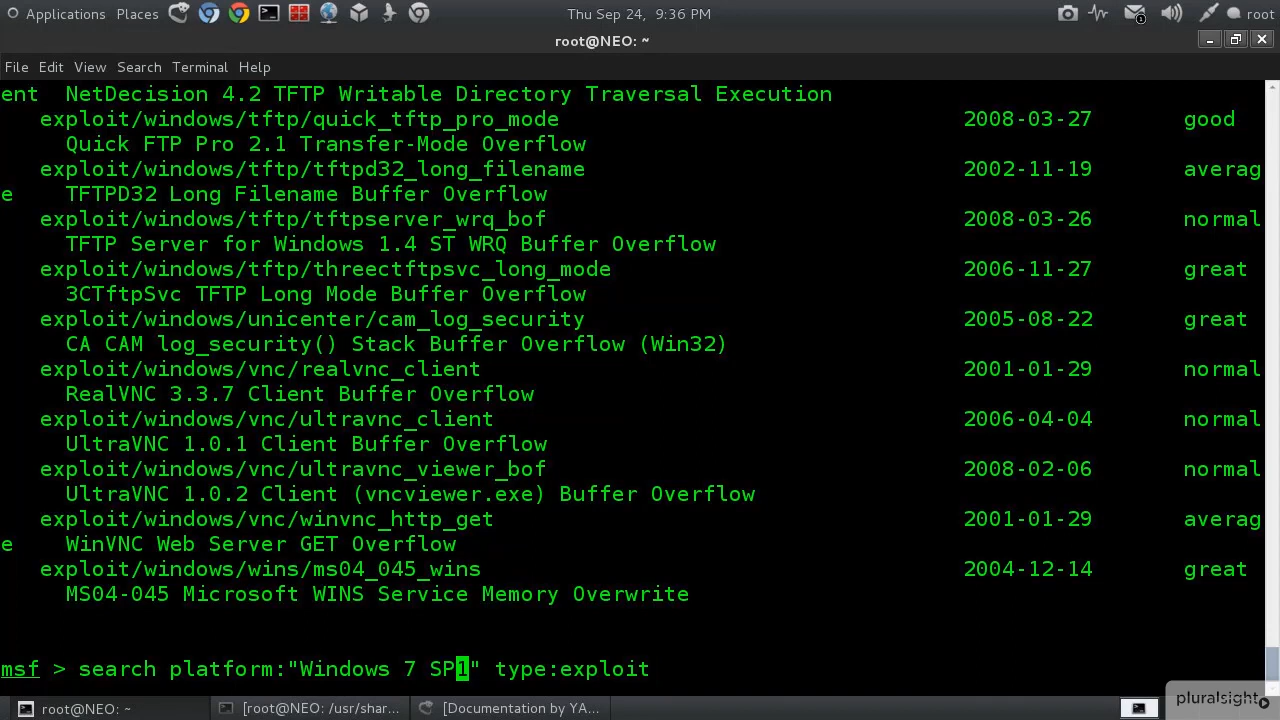 Applications Places Thu Sep 24, 9:36 PM 1 root
root@NEO: ~
File Edit View Search Terminal Help
ent NetDecision 4.2 TFTP Writable Directory Traversal Execution
exploit/windows/tftp/quick_tftp_pro_mode 2008-03-27 good
Quick FTP Pro 2.1 Transfer-Mode Overflow
exploit/windows/tftp/tftpd32_long_filename 2002-11-19 averag
e TFTPD32 Long Filename Buffer Overflow
exploit/windows/tftp/tftpserver_wrq_bof 2008-03-26 normal
TFTP Server for Windows 1.4 ST WRQ Buffer Overflow
exploit/windows/tftp/threectftpsvc_long_mode 2006-11-27 great
3CTftpSvc TFTP Long Mode Buffer Overflow
exploit/windows/unicenter/cam_log_security 2005-08-22 great
CA CAM log_security() Stack Buffer Overflow (Win32)
exploit/windows/vnc/realvnc_client 2001-01-29 normal
RealVNC 3.3.7 Client Buffer Overflow
exploit/windows/vnc/ultravnc_client 2006-04-04 normal
UltraVNC 1.0.1 Client Buffer Overflow
exploit/windows/vnc/ultravnc_viewer_bof 2008-02-06 normal
UltraVNC 1.0.2 Client (vncviewer.exe) Buffer Overflow
exploit/windows/vnc/winvnc_http_get 2001-01-29 averag
e WinVNC Web Server GET Overflow
exploit/windows/wins/ms04_045_wins 2004-12-14 great
MS04-045 Microsoft WINS Service Memory Overwrite
msf > search platform:"Windows 7 SP1" type:exploit
root@NEO: ~ [root@NEO: /usr/shar... [Documentation by YA... pluralsight